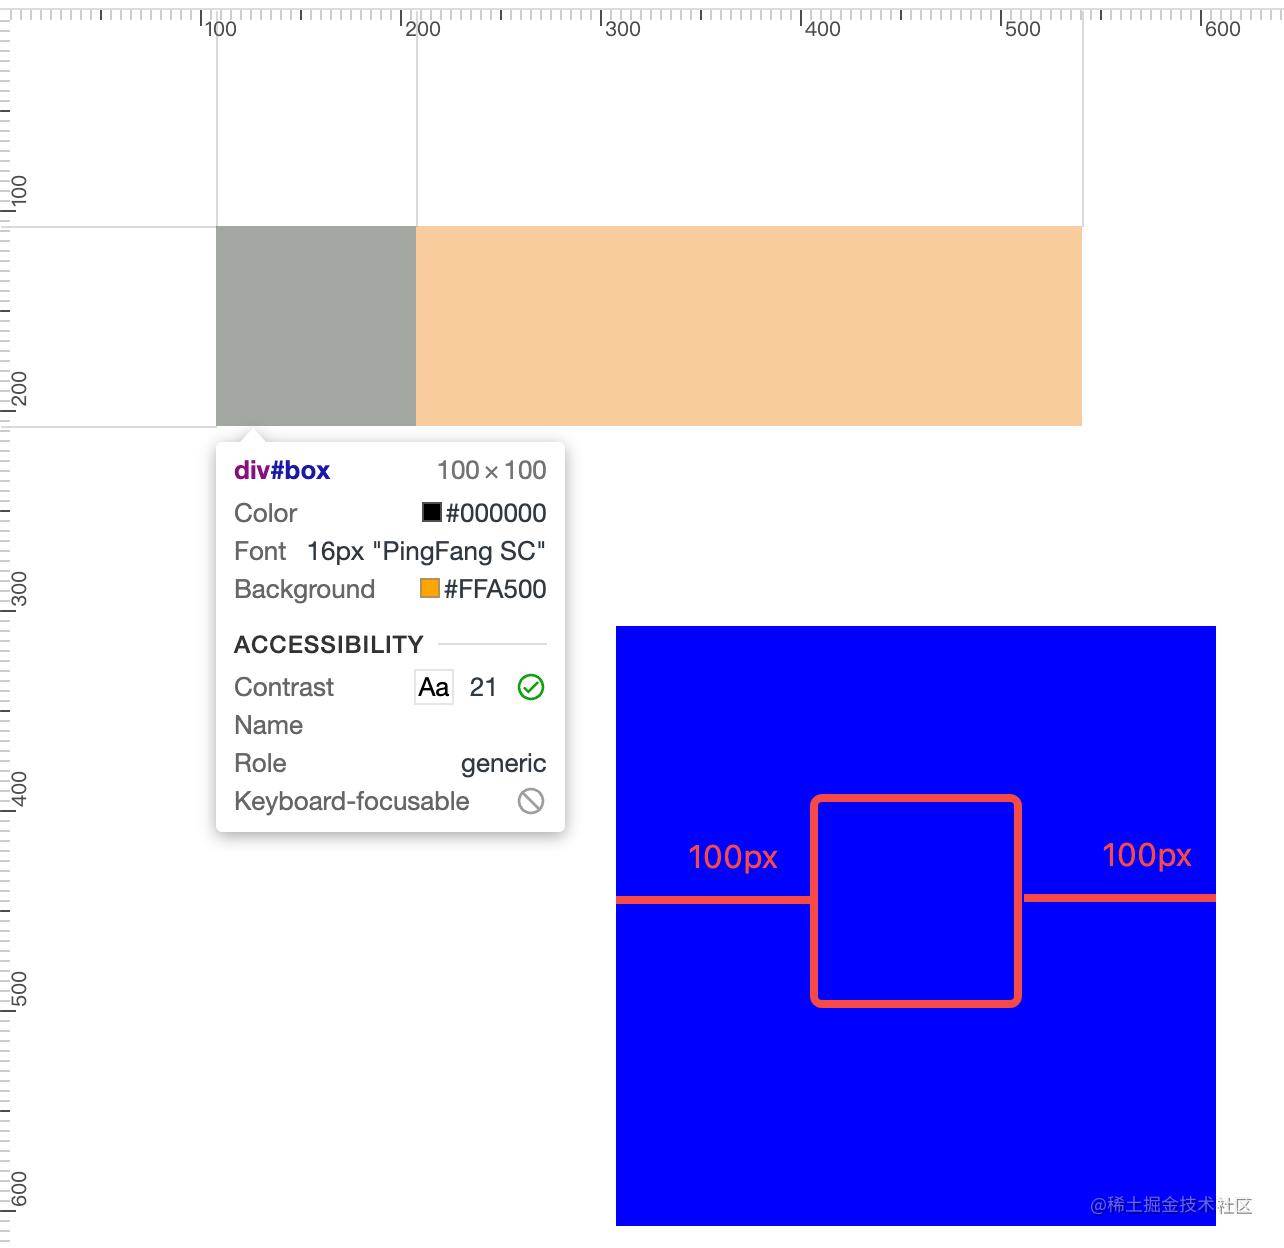 100 200 300 400 500 600
100
200
div#box 100 × 100
Color #000000
Font 16px "PingFang SC"
Background #FFA500
300
ACCESSIBILITY
Contrast Aa 21
Name
Role generic
Keyboard-focusable
400
100px 100px
500
600
@稀土掘金技术社区